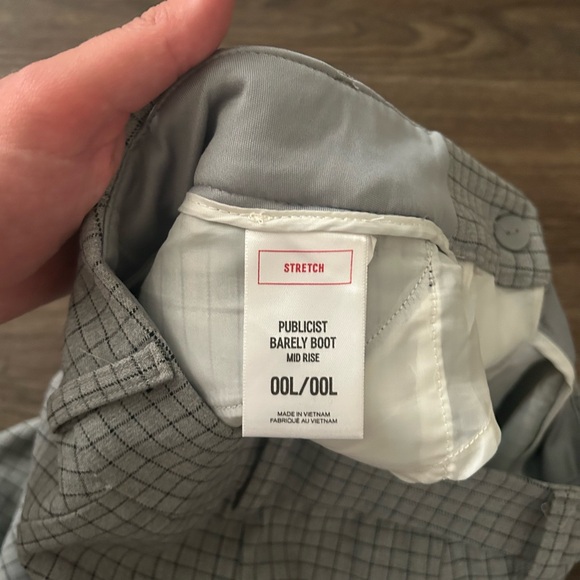 STRETCH
PUBLICIST
BARELY BOOT
MID RISE
00L/00L
MADE IN VIETNAM
FABRIQUÉ AU VIETNAM